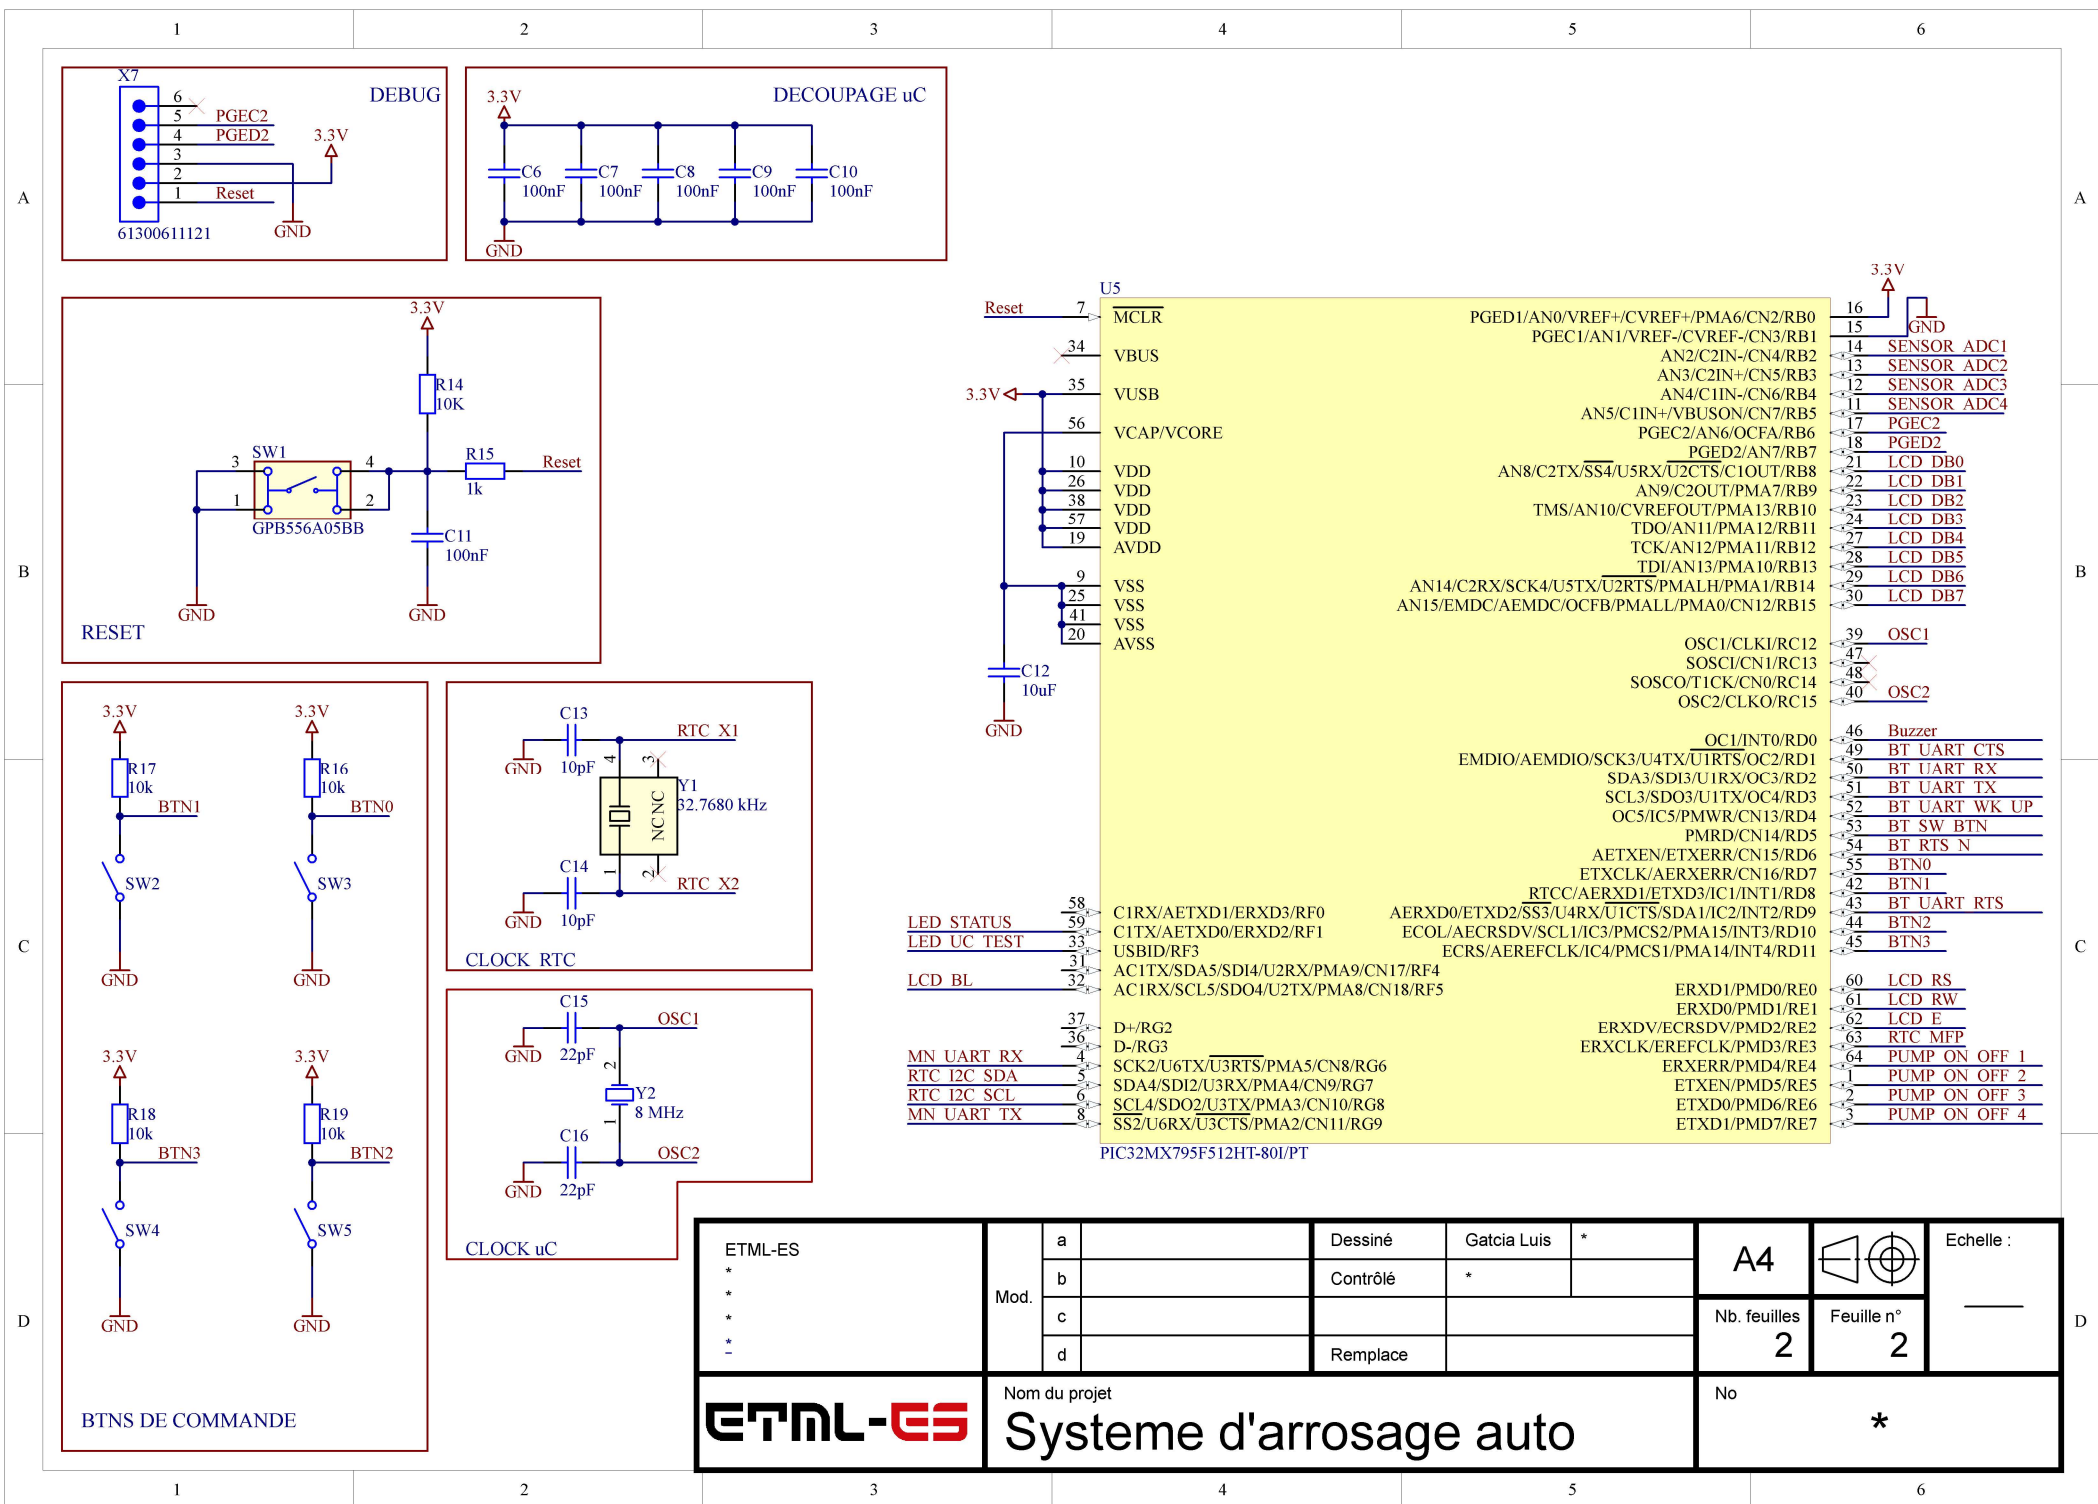 1 2 3 4 5 6
A
B
C
D
X7
DEBUG
6
5 PGEC2
4 PGED2
3.3V
3
2
1 Reset
61300611121
GND
DECOUPAGE uC
3.3V
C6 C7 C8 C9 C10
100nF 100nF 100nF 100nF 100nF
GND
3.3V
R14
10K
SW1
3 4
1 2
GPB556A05BB
R15
1k
Reset
C11
100nF
GND GND
RESET
3.3V 3.3V
R17 R16
10k 10k
BTN1 BTN0
SW2 SW3
GND GND
3.3V 3.3V
R18 R19
10k 10k
BTN3 BTN2
SW4 SW5
GND GND
BTNS DE COMMANDE
C13
RTC_X1
GND
10pF
4 3
Y1
32.7680 kHz
NC NC
1 2
C14
RTC_X2
GND
10pF
CLOCK_RTC
C15
OSC1
GND
22pF
2
Y2
8 MHz
1
C16
OSC2
GND
22pF
CLOCK uC
U5
Reset 7 MCLR
34 VBUS
3.3V 35 VUSB
56 VCAP/VCORE
10 VDD
26 VDD
38 VDD
57 VDD
19 AVDD
9 VSS
25 VSS
41 VSS
20 AVSS
C12
10uF
GND
58 C1RX/AETXD1/ERXD3/RF0
LED_STATUS 59 C1TX/AETXD0/ERXD2/RF1
LED_UC_TEST 33 USBID/RF3
31 AC1TX/SDA5/SDI4/U2RX/PMA9/CN17/RF4
LCD_BL 32 AC1RX/SCL5/SDO4/U2TX/PMA8/CN18/RF5
37 D+/RG2
36 D-/RG3
MN_UART_RX 4 SCK2/U6TX/U3RTS/PMA5/CN8/RG6
RTC_I2C_SDA 5 SDA4/SDI2/U3RX/PMA4/CN9/RG7
RTC_I2C_SCL 6 SCL4/SDO2/U3TX/PMA3/CN10/RG8
MN_UART_TX 8 SS2/U6RX/U3CTS/PMA2/CN11/RG9
PIC32MX795F512HT-80I/PT
3.3V
GND
PGED1/AN0/VREF+/CVREF+/PMA6/CN2/RB0 16
PGEC1/AN1/VREF-/CVREF-/CN3/RB1 15
AN2/C2IN-/CN4/RB2 14 SENSOR_ADC1
AN3/C2IN+/CN5/RB3 13 SENSOR_ADC2
AN4/C1IN-/CN6/RB4 12 SENSOR_ADC3
AN5/C1IN+/VBUSON/CN7/RB5 11 SENSOR_ADC4
PGEC2/AN6/OCFA/RB6 17 PGEC2
PGED2/AN7/RB7 18 PGED2
AN8/C2TX/SS4/U5RX/U2CTS/C1OUT/RB8 21 LCD_DB0
AN9/C2OUT/PMA7/RB9 22 LCD_DB1
TMS/AN10/CVREFOUT/PMA13/RB10 23 LCD_DB2
TDO/AN11/PMA12/RB11 24 LCD_DB3
TCK/AN12/PMA11/RB12 27 LCD_DB4
TDI/AN13/PMA10/RB13 28 LCD_DB5
AN14/C2RX/SCK4/U5TX/U2RTS/PMALH/PMA1/RB14 29 LCD_DB6
AN15/EMDC/AEMDC/OCFB/PMALL/PMA0/CN12/RB15 30 LCD_DB7
OSC1/CLKI/RC12 39 OSC1
SOSCI/CN1/RC13 47
SOSCO/T1CK/CN0/RC14 48
OSC2/CLKO/RC15 40 OSC2
OC1/INT0/RD0 46 Buzzer
EMDIO/AEMDIO/SCK3/U4TX/U1RTS/OC2/RD1 49 BT_UART_CTS
SDA3/SDI3/U1RX/OC3/RD2 50 BT_UART_RX
SCL3/SDO3/U1TX/OC4/RD3 51 BT_UART_TX
OC5/IC5/PMWR/CN13/RD4 52 BT_UART_WK_UP
PMRD/CN14/RD5 53 BT_SW_BTN
AETXEN/ETXERR/CN15/RD6 54 BT_RTS_N
ETXCLK/AERXERR/CN16/RD7 55 BTN0
RTCC/AERXD1/ETXD3/IC1/INT1/RD8 42 BTN1
AERXD0/ETXD2/SS3/U4RX/U1CTS/SDA1/IC2/INT2/RD9 43 BT_UART_RTS
ECOL/AECRSDV/SCL1/IC3/PMCS2/PMA15/INT3/RD10 44 BTN2
ECRS/AEREFCLK/IC4/PMCS1/PMA14/INT4/RD11 45 BTN3
ERXD1/PMD0/RE0 60 LCD_RS
ERXD0/PMD1/RE1 61 LCD_RW
ERXDV/ECRSDV/PMD2/RE2 62 LCD_E
ERXCLK/EREFCLK/PMD3/RE3 63 RTC_MFP
ERXERR/PMD4/RE4 64 PUMP_ON_OFF_1
ETXEN/PMD5/RE5 1 PUMP_ON_OFF_2
ETXD0/PMD6/RE6 2 PUMP_ON_OFF_3
ETXD1/PMD7/RE7 3 PUMP_ON_OFF_4
ETML-ES
*
*
*
*
Mod.
a
b
c
d
Dessiné Gatcia Luis *
Contrôlé *
Remplace
A4
Echelle :
Nb. feuilles
2
Feuille n°
2
ETML-ES
Nom du projet
Systeme d'arrosage auto
No
*
A
B
C
D
1 2 3 4 5 6